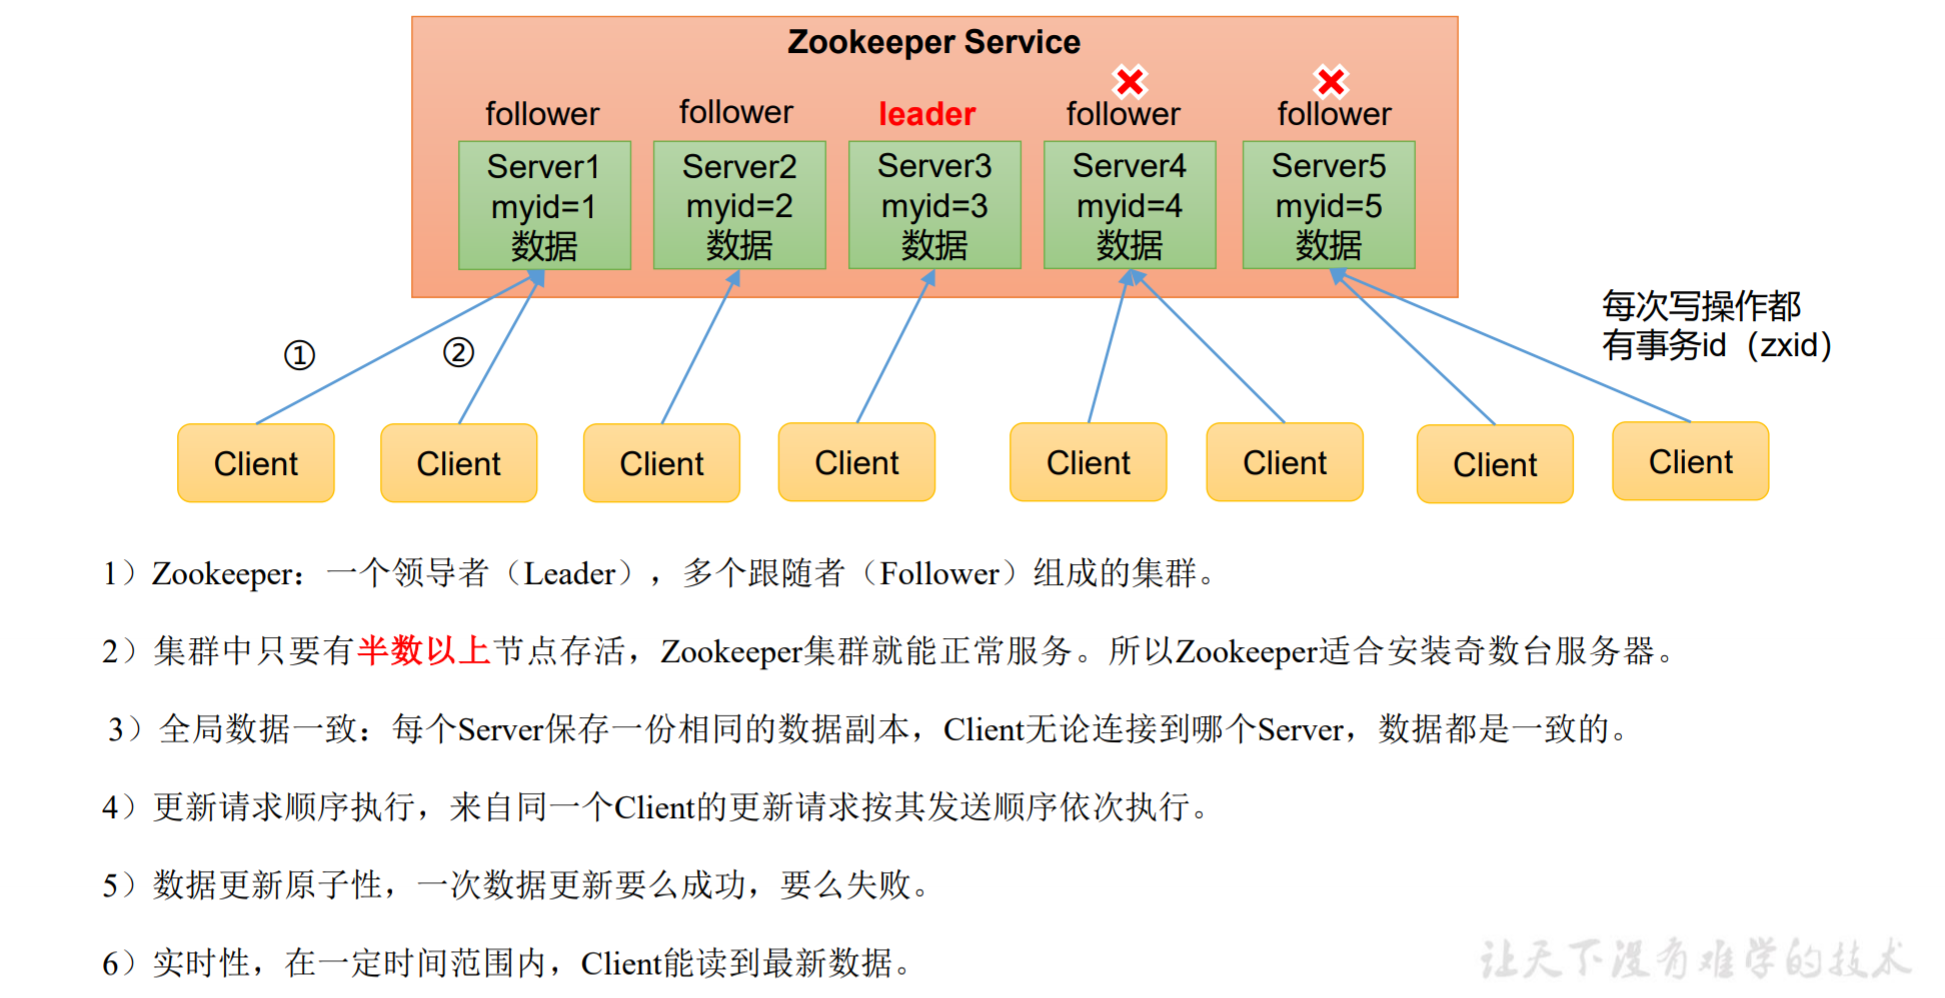 Zookeeper Service
follower
follower
leader
follower
follower
Server1
myid=1
数据
Server2
myid=2
数据
Server3
myid=3
数据
Server4
myid=4
数据
Server5
myid=5
数据
①
②
每次写操作都
有事务id（zxid）
Client
Client
Client
Client
Client
Client
Client
Client
1）Zookeeper：一个领导者（Leader），多个跟随者（Follower）组成的集群。
2）集群中只要有半数以上节点存活，Zookeeper集群就能正常服务。所以Zookeeper适合安装奇数台服务器。
3）全局数据一致：每个Server保存一份相同的数据副本，Client无论连接到哪个Server，数据都是一致的。
4）更新请求顺序执行，来自同一个Client的更新请求按其发送顺序依次执行。
5）数据更新原子性，一次数据更新要么成功，要么失败。
6）实时性，在一定时间范围内，Client能读到最新数据。
让天下没有难学的技术